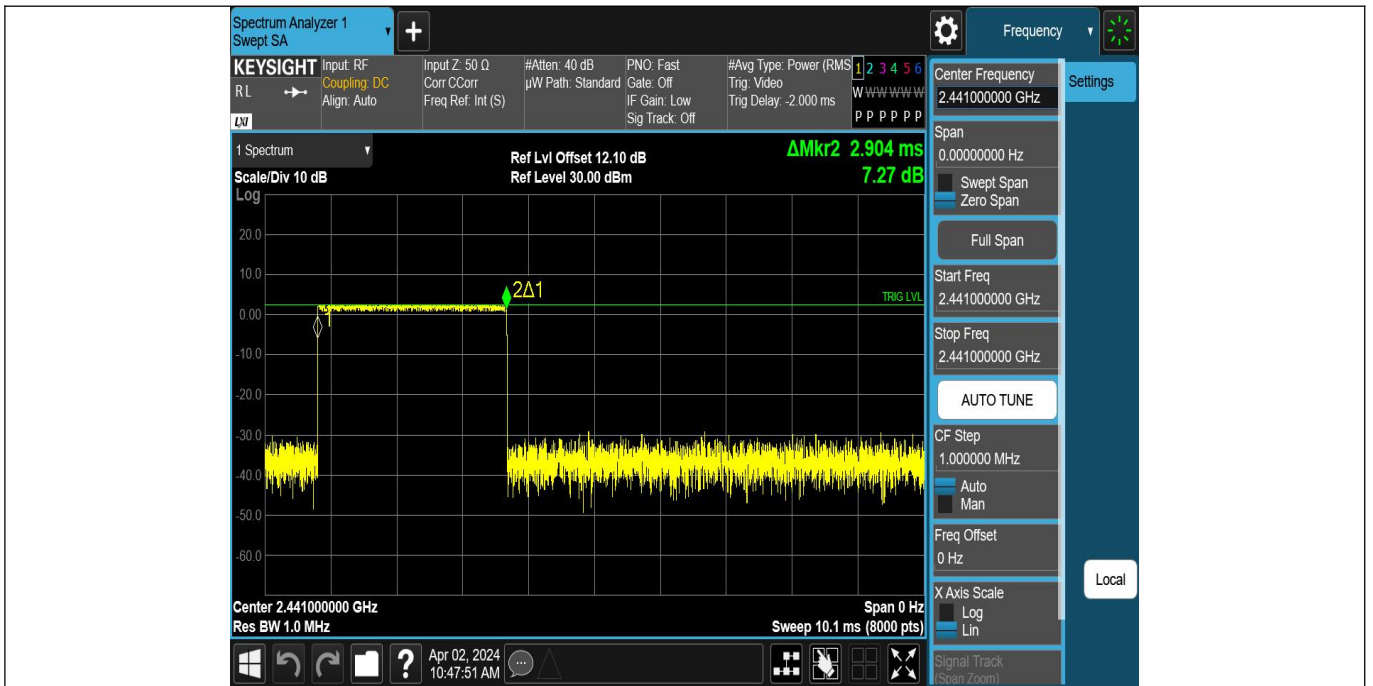 Spectrum Analyzer 1
Swept SA
+
Frequency
KEYSIGHT
RL
LXI
Input: RF
Coupling: DC
Align: Auto
Input Z: 50 Ω
Corr CCorr
Freq Ref: Int (S)
#Atten: 40 dB
µW Path: Standard
PNO: Fast
Gate: Off
IF Gain: Low
Sig Track: Off
#Avg Type: Power (RMS
Trig: Video
Trig Delay: -2.000 ms
1 2 3 4 5 6
W W W W W W
P P P P P P
1 Spectrum
Scale/Div 10 dB
Ref Lvl Offset 12.10 dB
Ref Level 30.00 dBm
ΔMkr2 2.904 ms
7.27 dB
Log
20.0
10.0
0.00
-10.0
-20.0
-30.0
-40.0
-50.0
-60.0
2Δ1
TRIG LVL
Center 2.441000000 GHz
Res BW 1.0 MHz
Span 0 Hz
Sweep 10.1 ms (8000 pts)
?
Apr 02, 2024
10:47:51 AM
Center Frequency
2.441000000 GHz
Settings
Span
0.00000000 Hz
Swept Span
Zero Span
Full Span
Start Freq
2.441000000 GHz
Stop Freq
2.441000000 GHz
AUTO TUNE
CF Step
1.000000 MHz
Auto
Man
Freq Offset
0 Hz
Local
X Axis Scale
Log
Lin
Signal Track
(Span Zoom)